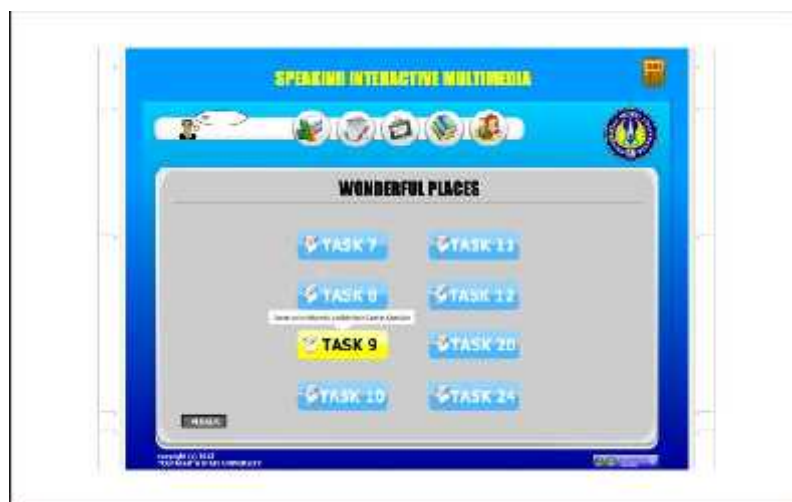 SPEAKING INTERACTIVE MULTIMEDIA
WONDERFUL PLACES
TASK 7
TASK 11
TASK 8
TASK 12
TASK 9
TASK 20
TASK 10
TASK 24